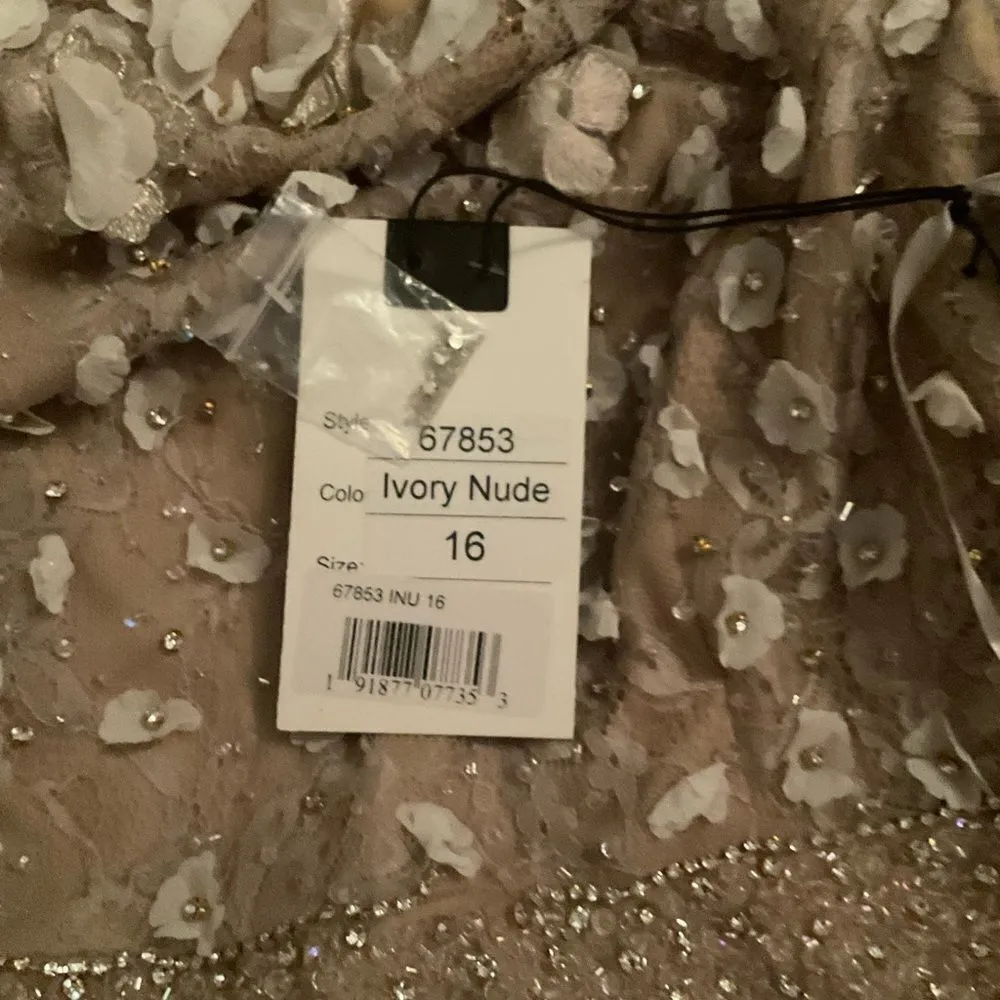 Style 67853
Colo Ivory Nude
Size: 16
67853 INU 16
1 91877 07735 3